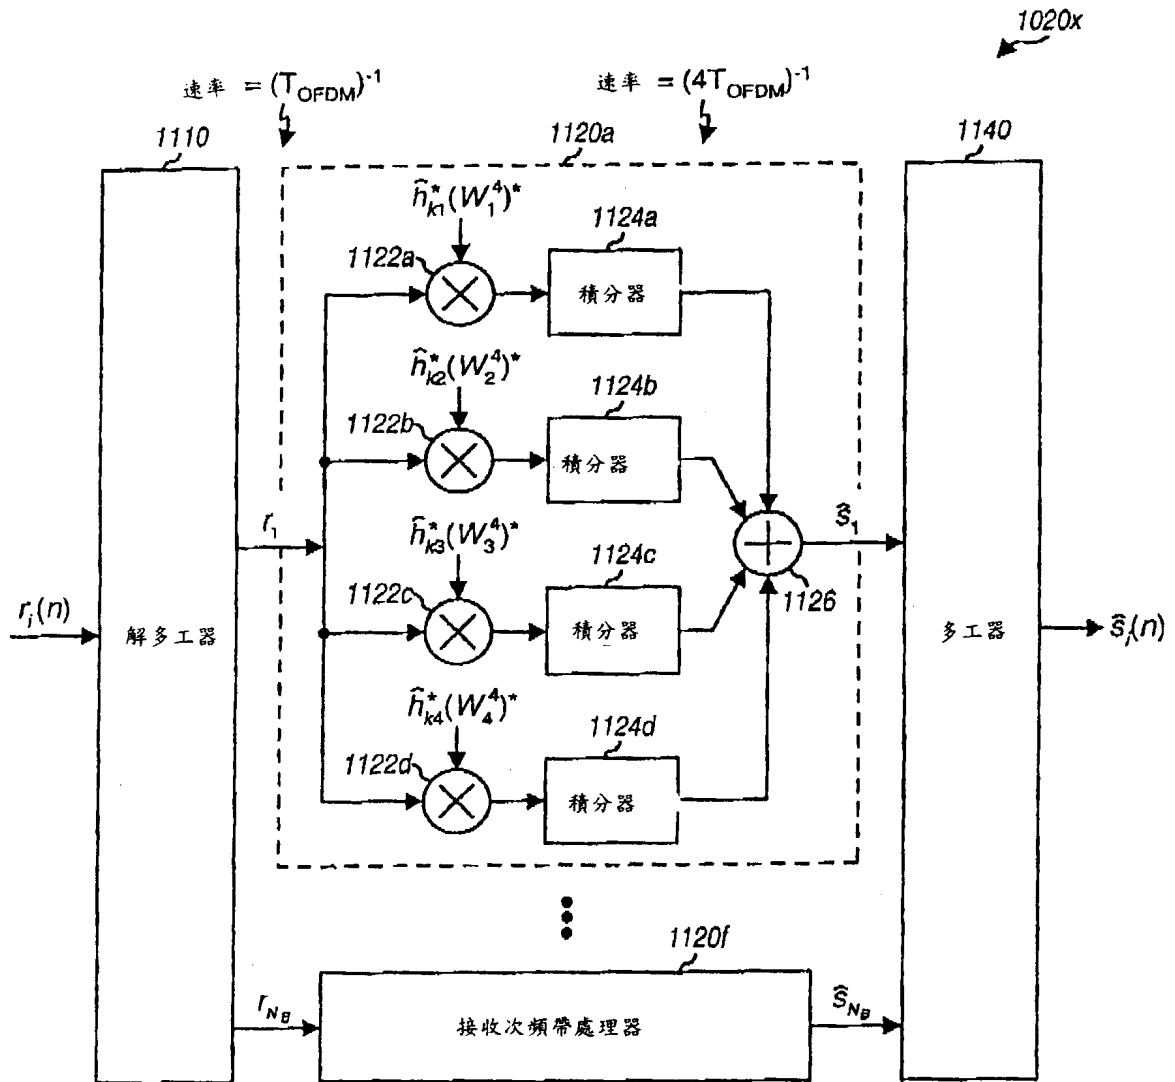 1020x
速率 = (T_OFDM)^-1
速率 = (4T_OFDM)^-1
1110
1120a
1140
ĥ*_k1(W^4_1)*
1124a
1122a
積分器
ĥ*_k2(W^4_2)*
1124b
1122b
積分器
r_1
ŝ_1
ĥ*_k3(W^4_3)*
1124c
1122c
1126
積分器
r_i(n)
解多工器
多工器
ŝ_i(n)
ĥ*_k4(W^4_4)*
1124d
1122d
積分器
1120f
r_N_B
接收次頻帶處理器
ŝ_N_B